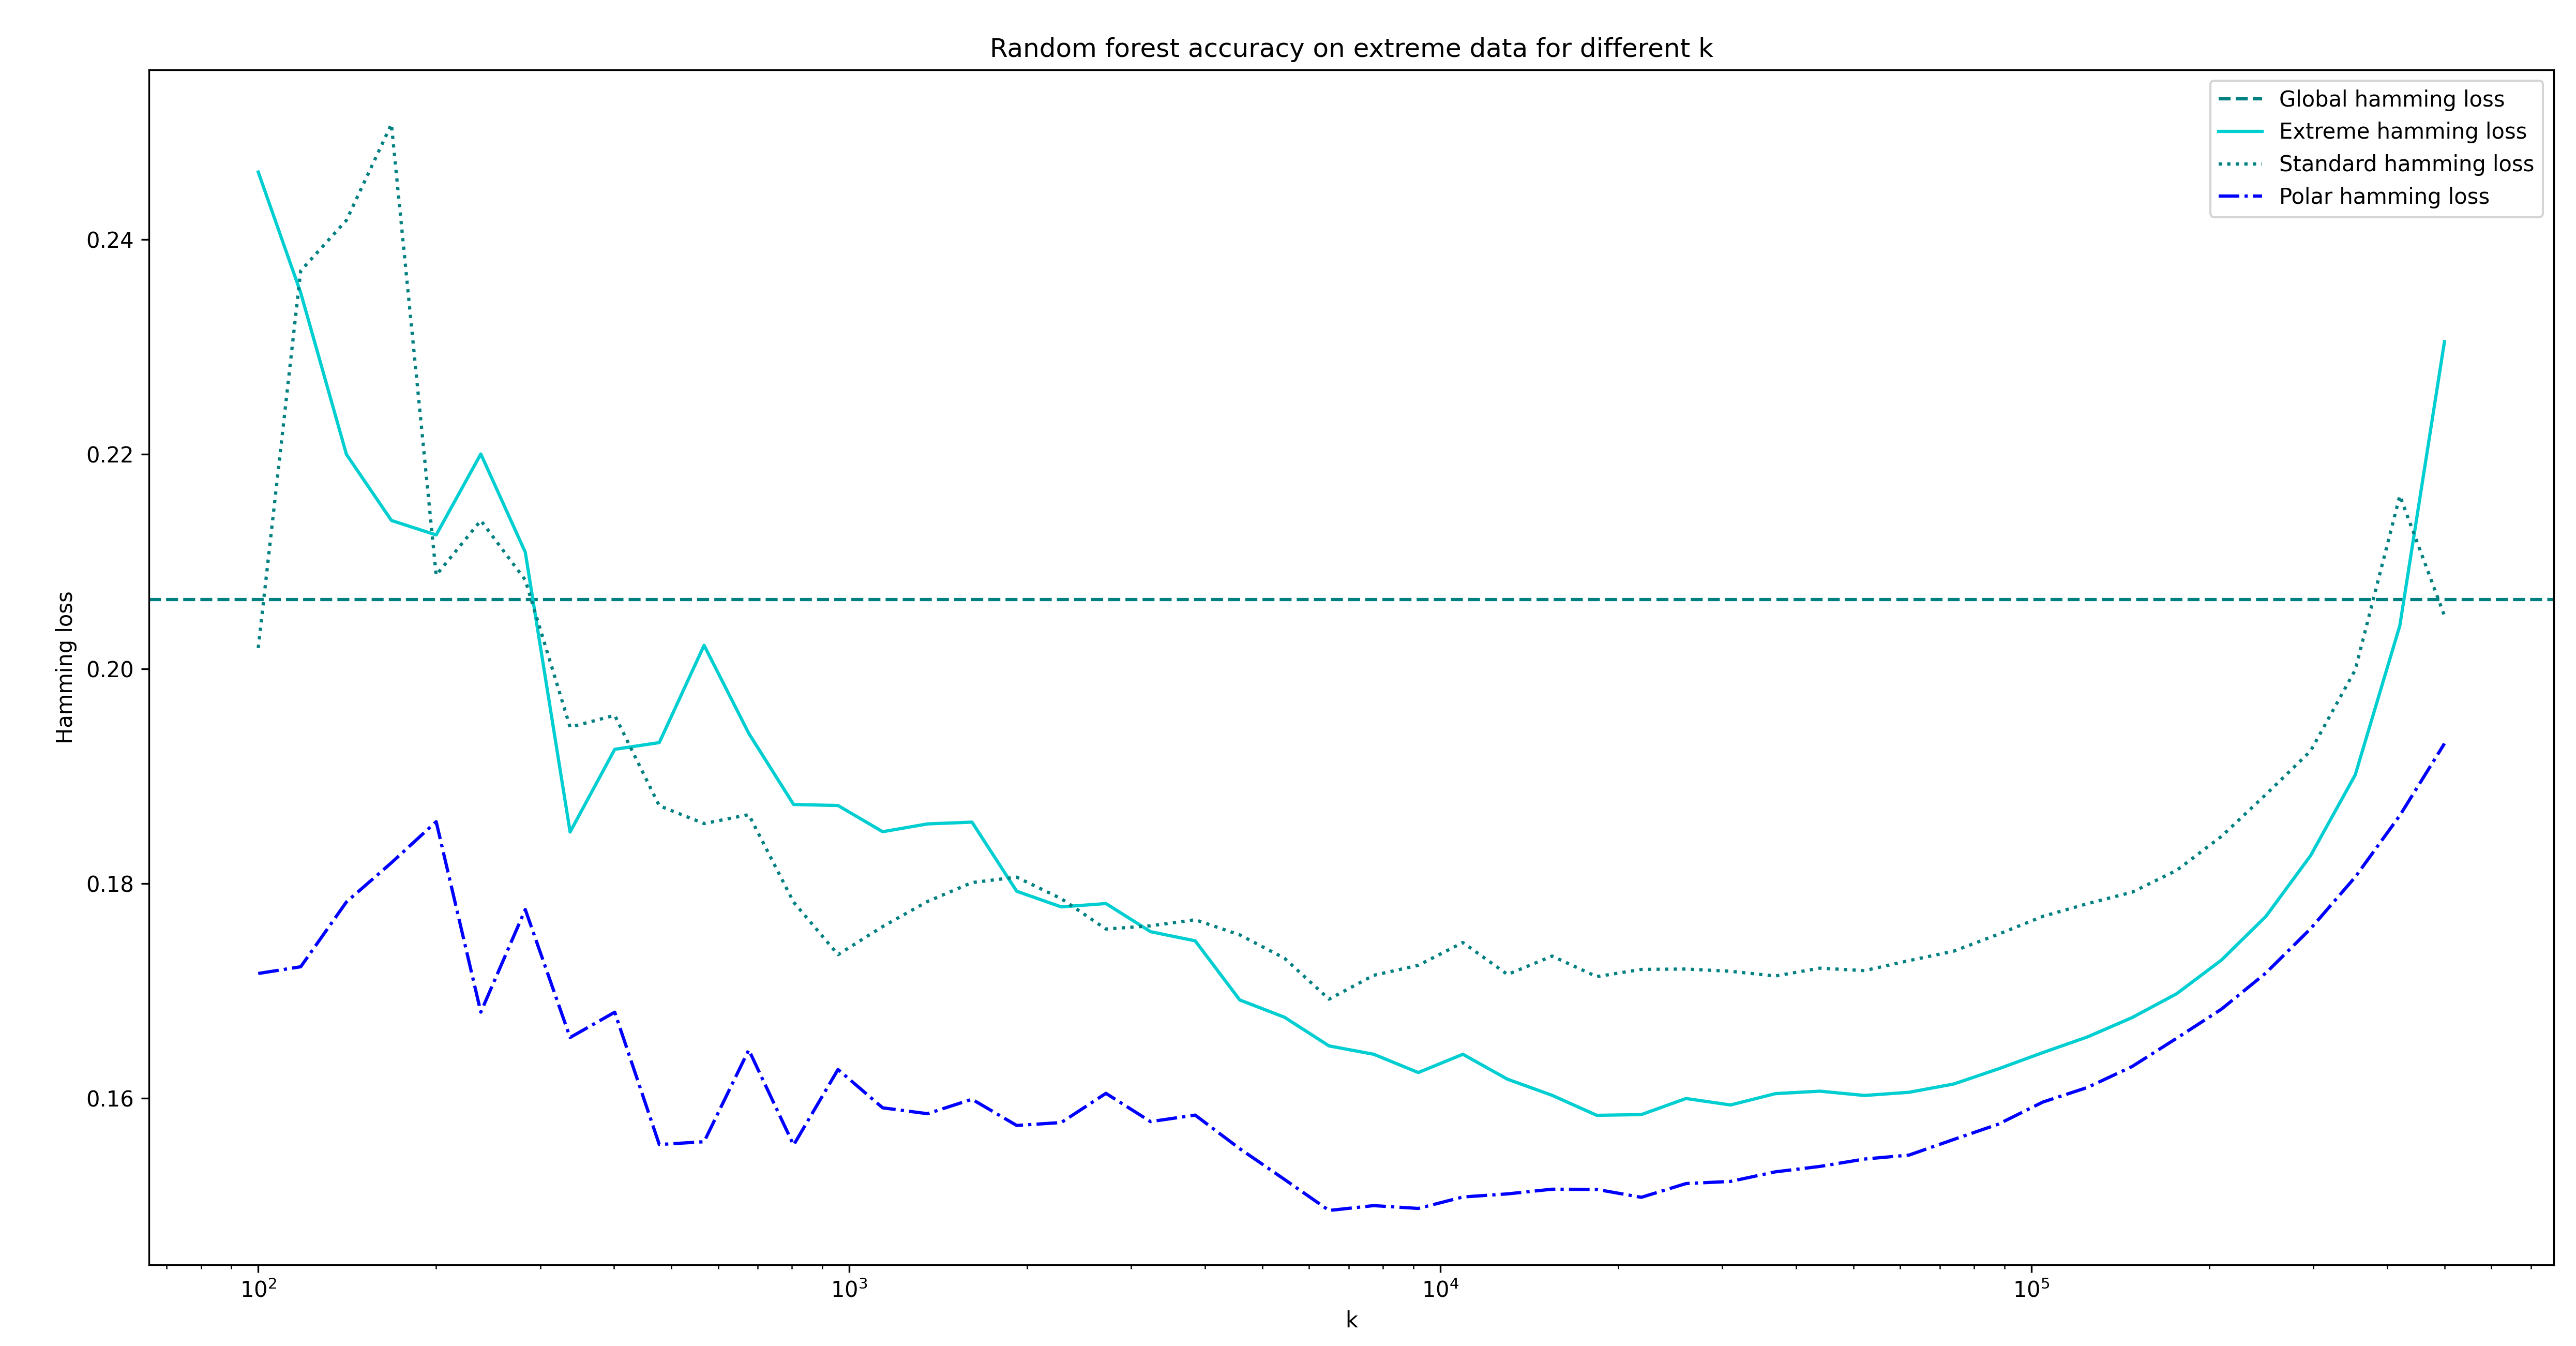 Random forest accuracy on extreme data for different k
Global hamming loss
Extreme hamming loss
Standard hamming loss
Polar hamming loss
Hamming loss
0.24
0.22
0.20
0.18
0.16
10²
10³
10⁴
10⁵
k